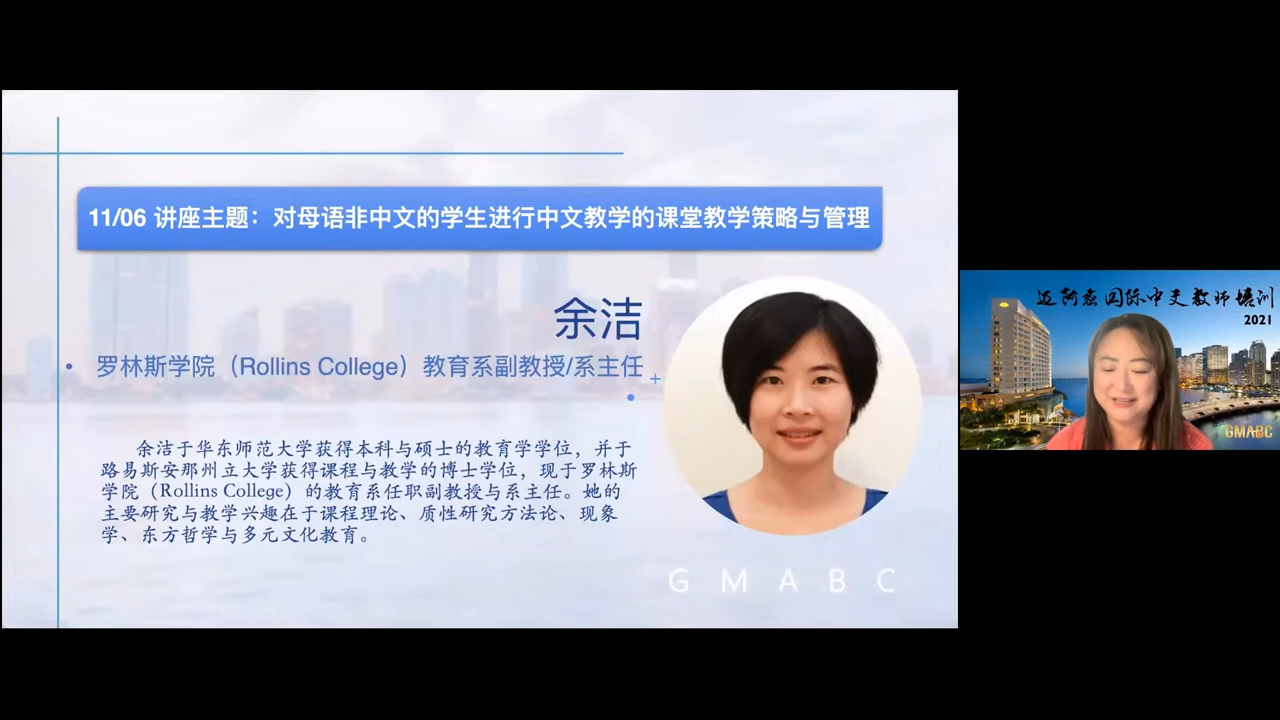 11/06 讲座主题：对母语非中文的学生进行中文教学的课堂教学策略与管理
余洁
罗林斯学院（Rollins College）教育系副教授/系主任
余洁于华东师范大学获得本科与硕士的教育学学位，并于
路易斯安那州立大学获得课程与教学的博士学位，现于罗林斯
学院（Rollins College）的教育系任职副教授与系主任。她的
主要研究与教学兴趣在于课程理论、质性研究方法论、现象
学、东方哲学与多元文化教育。
G M A B C
迈阿密国际中文教师培训
2021
GMABC